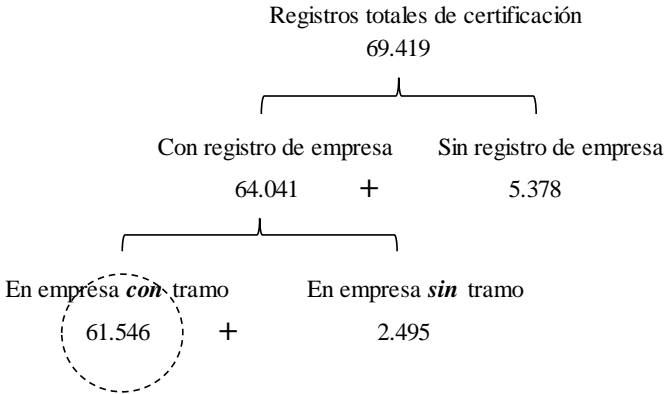 Registros totales de certificación
69.419
Con registro de empresa Sin registro de empresa
64.041 + 5.378
En empresa con tramo En empresa sin tramo
61.546 + 2.495